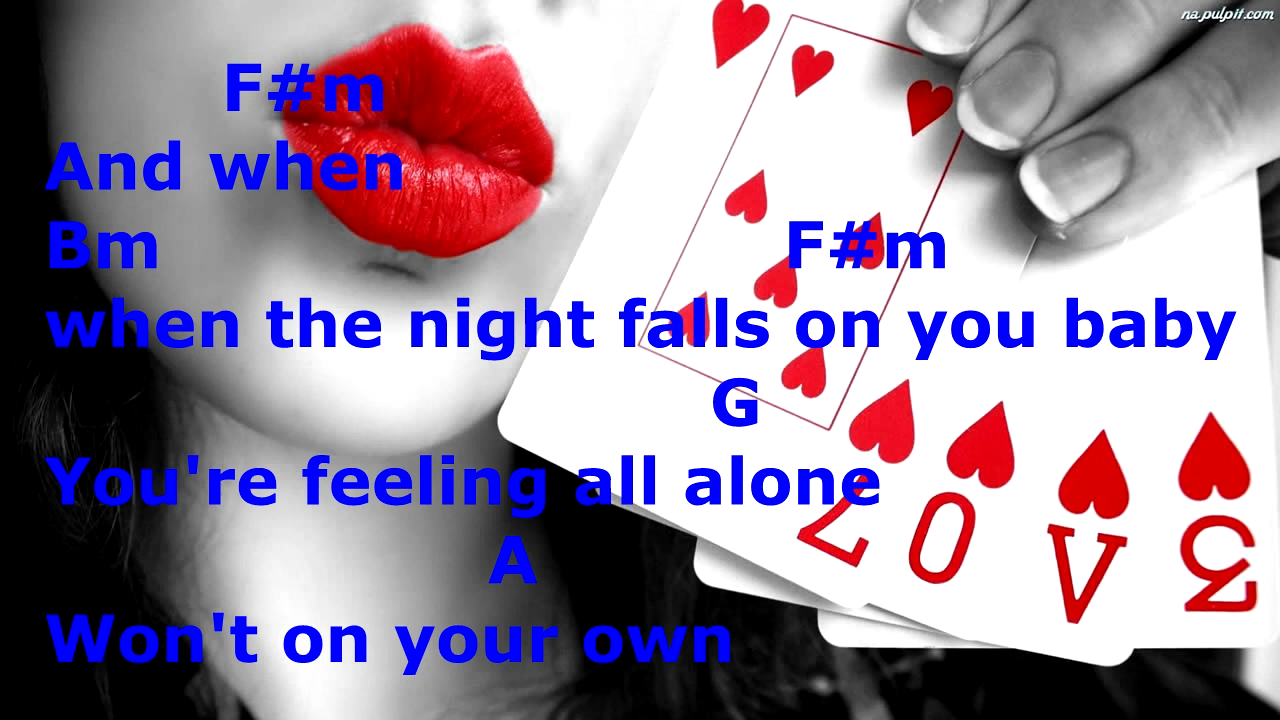 na.pulpit.com
F#m
And when
Bm F#m
when the night falls on you baby
G
You're feeling all alone
A
Won't on your own
L O V E